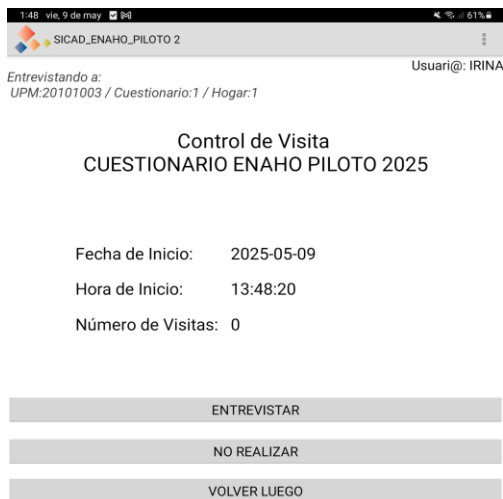 1:48 vie, 9 de may
61%
SICAD_ENAHO_PILOTO 2
Usuari@: IRINA
Entrevistando a:
UPM:20101003 / Cuestionario:1 / Hogar:1
Control de Visita
CUESTIONARIO ENAHO PILOTO 2025
Fecha de Inicio: 2025-05-09
Hora de Inicio: 13:48:20
Número de Visitas: 0
ENTREVISTAR
NO REALIZAR
VOLVER LUEGO